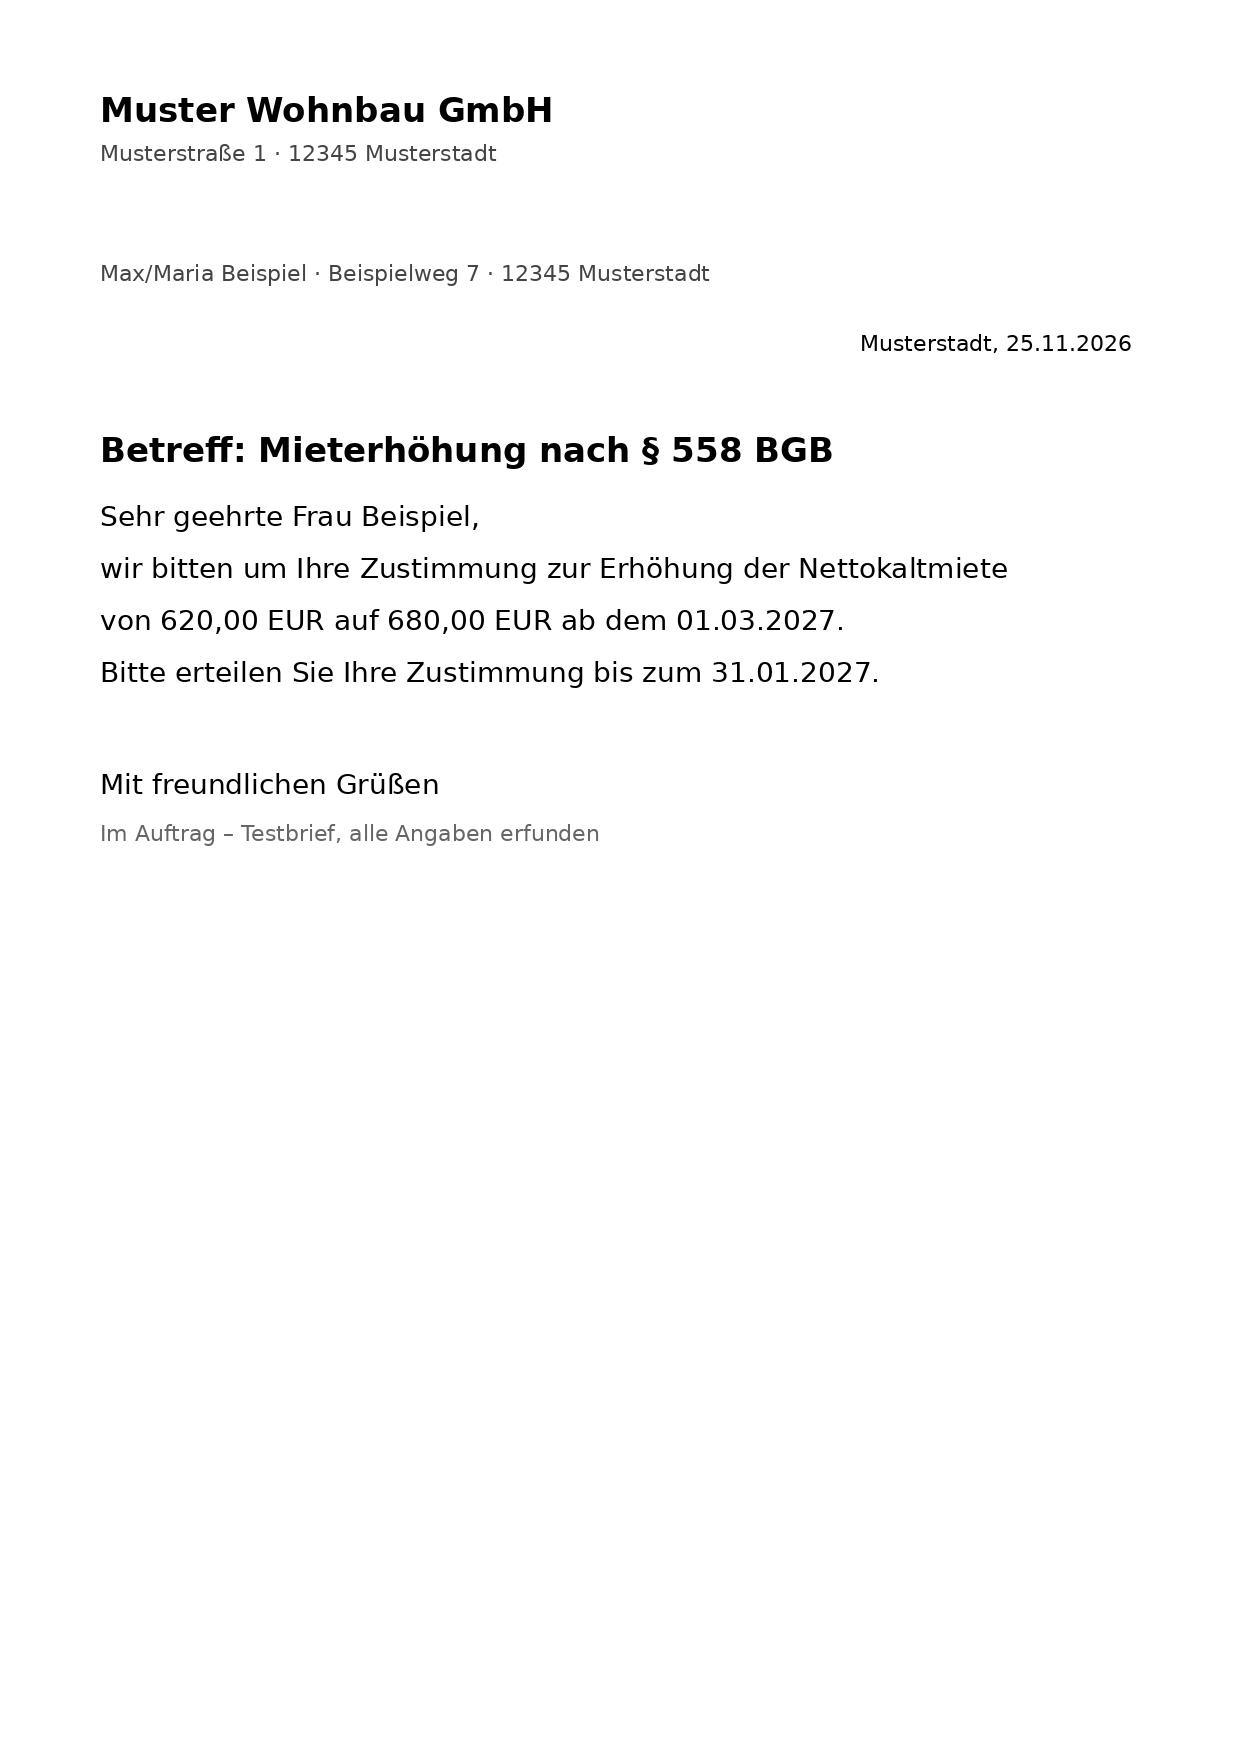 Muster Wohnbau GmbH
Musterstraße 1 · 12345 Musterstadt
Max/Maria Beispiel · Beispielweg 7 · 12345 Musterstadt
Musterstadt, 25.11.2026
Betreff: Mieterhöhung nach § 558 BGB
Sehr geehrte Frau Beispiel,
wir bitten um Ihre Zustimmung zur Erhöhung der Nettokaltmiete
von 620,00 EUR auf 680,00 EUR ab dem 01.03.2027.
Bitte erteilen Sie Ihre Zustimmung bis zum 31.01.2027.
Mit freundlichen Grüßen
Im Auftrag – Testbrief, alle Angaben erfunden